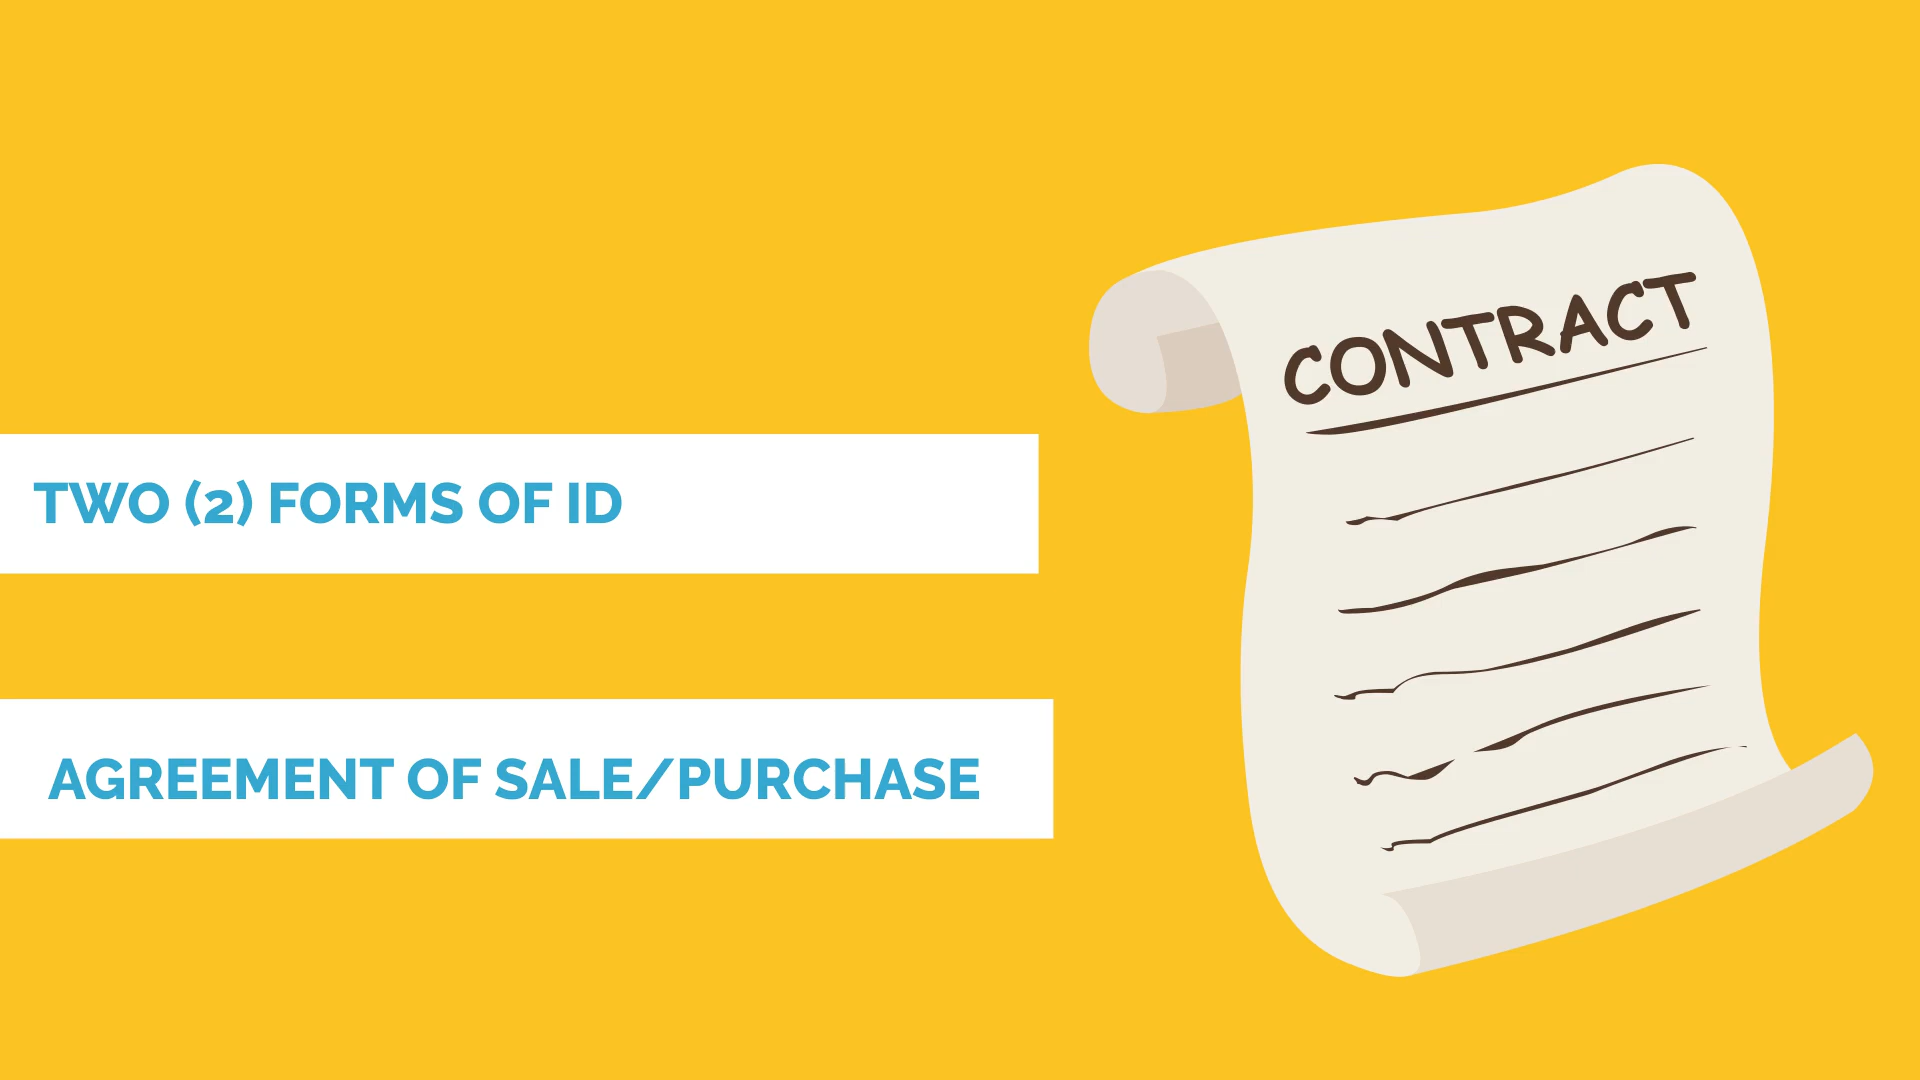 TWO (2) FORMS OF ID
AGREEMENT OF SALE/PURCHASE
CONTRACT